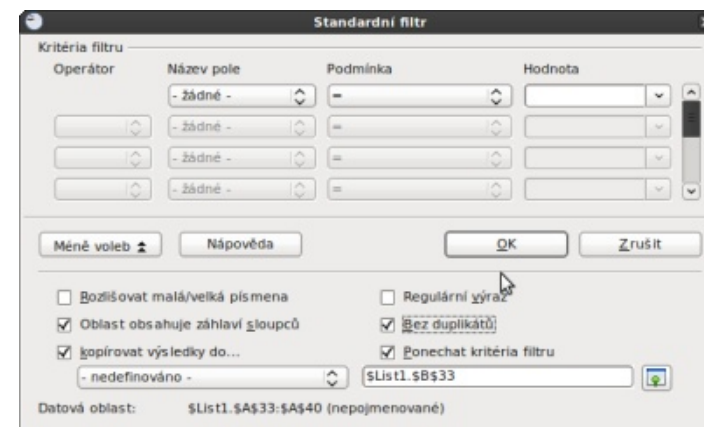 Standardní filtr
Kritéria filtru
Operátor Název pole Podmínka Hodnota
- žádné - =
- žádné - =
- žádné - =
- žádné - =
Méně voleb Nápověda OK Zrušit
Rozlišovat malá/velká písmena Regulární výraz
Oblast obsahuje záhlaví sloupců Bez duplikátů
kopírovat výsledky do... Ponechat kritéria filtru
- nedefinováno - $List1.$B$33
Datová oblast: $List1.$A$33:$A$40 (nepojmenované)